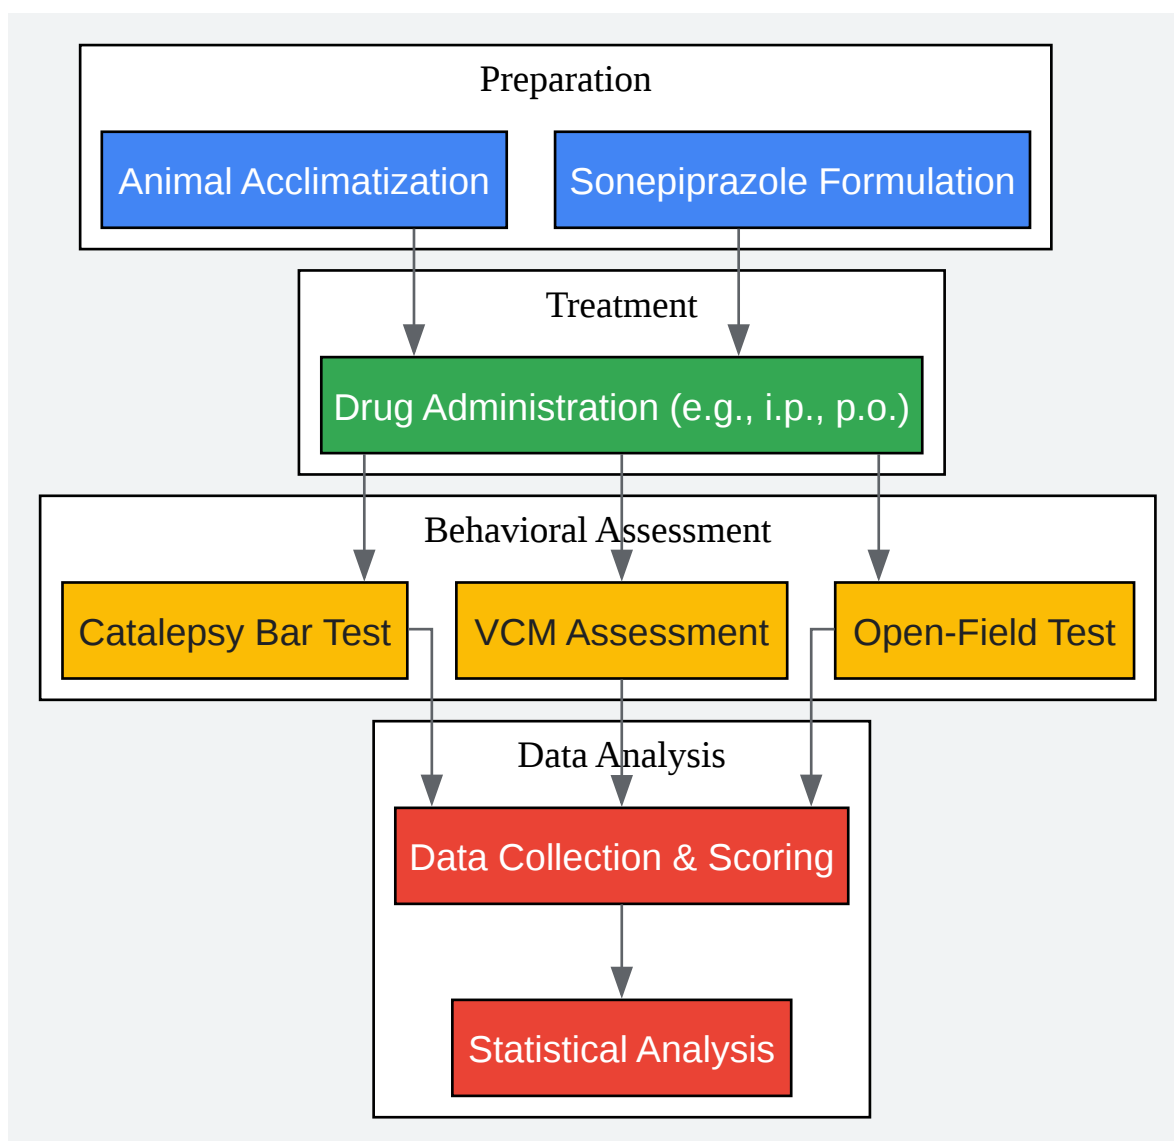 Preparation
Animal Acclimatization
Sonepiprazole Formulation
Treatment
Drug Administration (e.g., i.p., p.o.)
Behavioral Assessment
Catalepsy Bar Test
VCM Assessment
Open-Field Test
Data Analysis
Data Collection & Scoring
Statistical Analysis